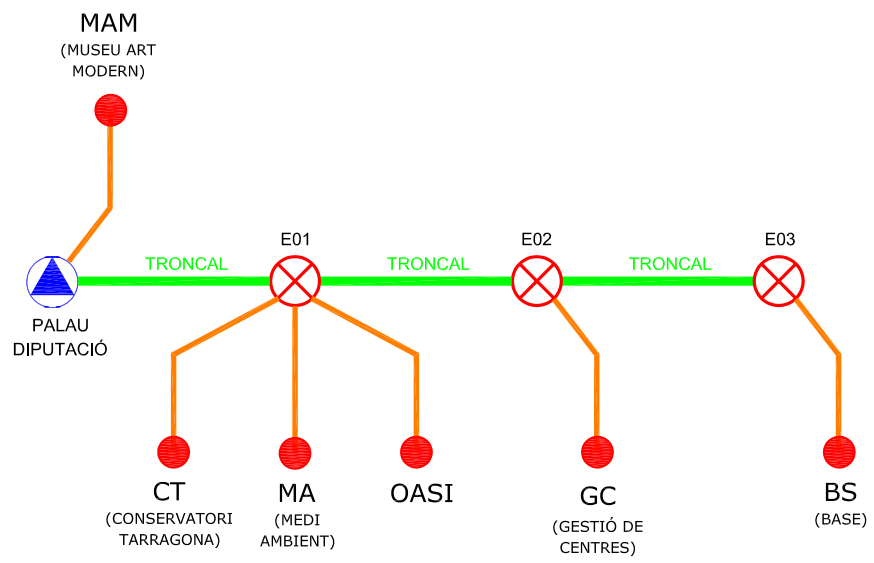 MAM
(MUSEU ART
MODERN)
E01
E02
E03
TRONCAL
TRONCAL
TRONCAL
PALAU
DIPUTACIÓ
CT
(CONSERVATORI
TARRAGONA)
MA
(MEDI
AMBIENT)
OASI
GC
(GESTIÓ DE
CENTRES)
BS
(BASE)